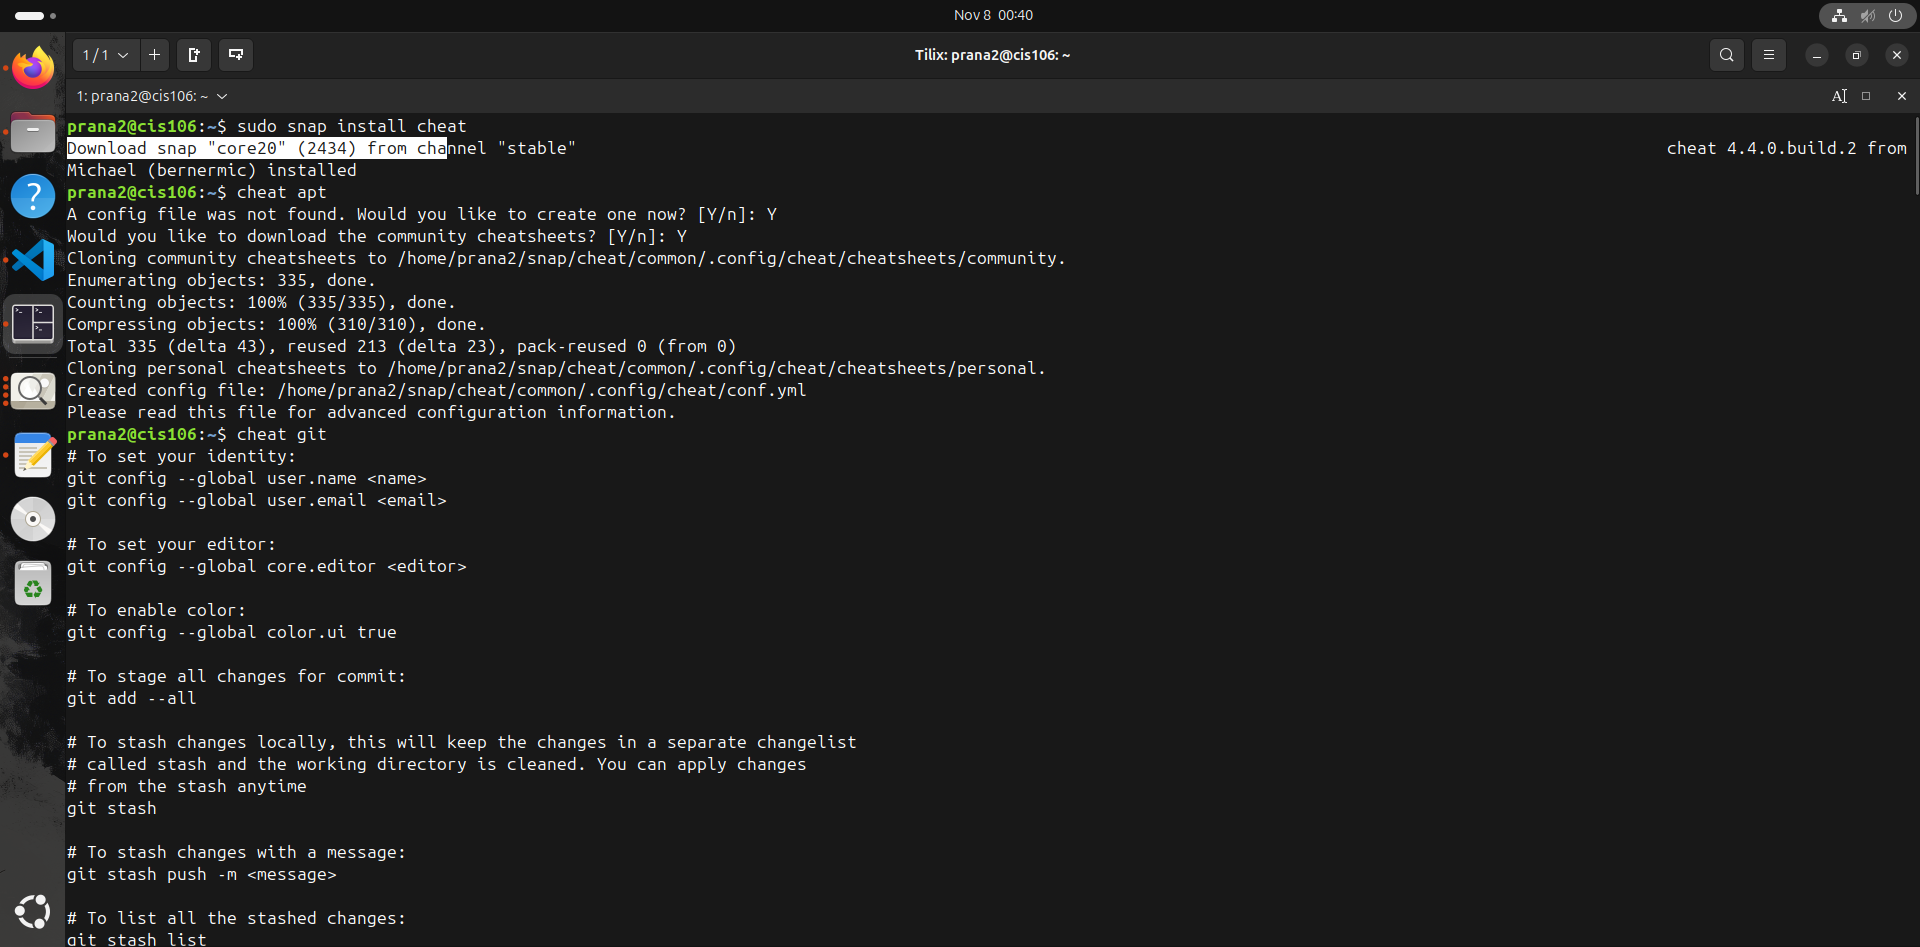 Nov 8 00:40
1 / 1
Tilix: prana2@cis106: ~
1: prana2@cis106: ~
prana2@cis106:~$ sudo snap install cheat
Download snap "core20" (2434) from channel "stable" cheat 4.4.0.build.2 from
Michael (bernermic) installed
prana2@cis106:~$ cheat apt
A config file was not found. Would you like to create one now? [Y/n]: Y
Would you like to download the community cheatsheets? [Y/n]: Y
Cloning community cheatsheets to /home/prana2/snap/cheat/common/.config/cheat/cheatsheets/community.
Enumerating objects: 335, done.
Counting objects: 100% (335/335), done.
Compressing objects: 100% (310/310), done.
Total 335 (delta 43), reused 213 (delta 23), pack-reused 0 (from 0)
Cloning personal cheatsheets to /home/prana2/snap/cheat/common/.config/cheat/cheatsheets/personal.
Created config file: /home/prana2/snap/cheat/common/.config/cheat/conf.yml
Please read this file for advanced configuration information.
prana2@cis106:~$ cheat git
# To set your identity:
git config --global user.name <name>
git config --global user.email <email>
# To set your editor:
git config --global core.editor <editor>
# To enable color:
git config --global color.ui true
# To stage all changes for commit:
git add --all
# To stash changes locally, this will keep the changes in a separate changelist
# called stash and the working directory is cleaned. You can apply changes
# from the stash anytime
git stash
# To stash changes with a message:
git stash push -m <message>
# To list all the stashed changes:
git stash list